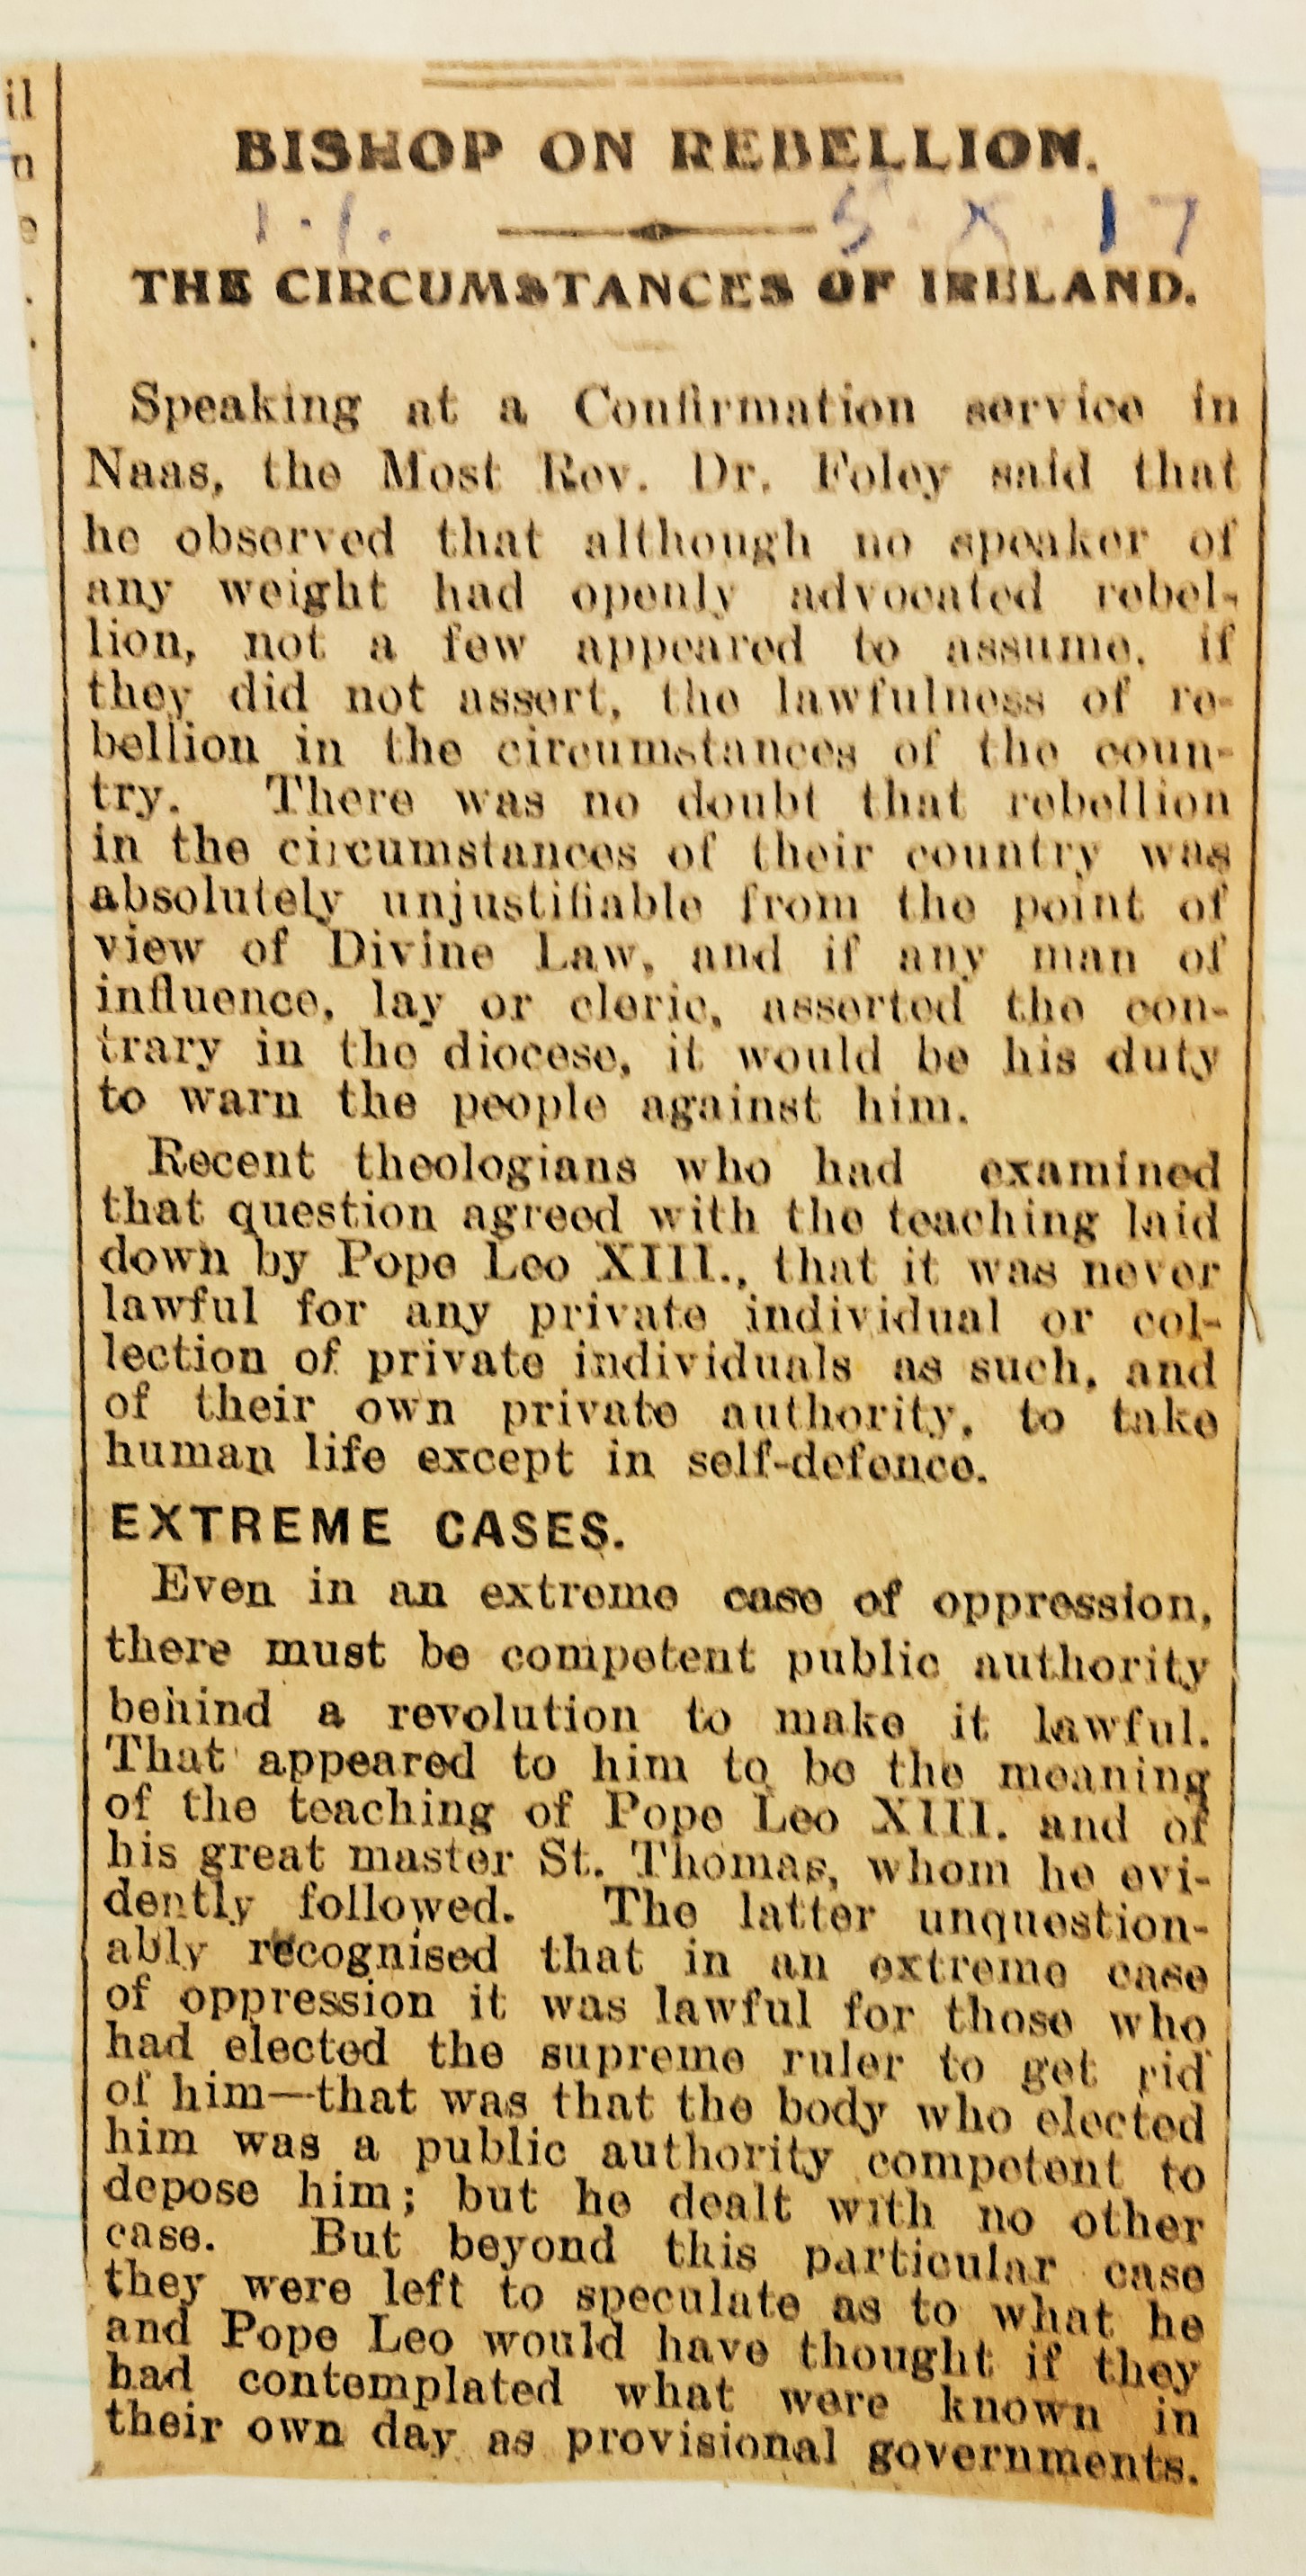 il
n
e
.
.
BISHOP ON REBELLION.
5. X. 17
THE CIRCUMSTANCES OF IRELAND.
Speaking at a Confirmation service in
Naas, the Most Rev. Dr. Foley said that
he observed that although no speaker of
any weight had openly advocated rebel-
lion, not a few appeared to assume, if
they did not assert, the lawfulness of re-
bellion in the circumstances of the coun-
try. There was no doubt that rebellion
in the circumstances of their country was
absolutely unjustifiable from the point of
view of Divine Law, and if any man of
influence, lay or cleric, asserted the con-
trary in the diocese, it would be his duty
to warn the people against him.
Recent theologians who had examined
that question agreed with the teaching laid
down by Pope Leo XIII., that it was never
lawful for any private individual or col-
lection of private individuals as such, and
of their own private authority, to take
human life except in self-defence.
EXTREME CASES.
Even in an extreme case of oppression,
there must be competent public authority
behind a revolution to make it lawful.
That appeared to him to be the meaning
of the teaching of Pope Leo XIII. and of
his great master St. Thomas, whom he evi-
dently followed. The latter unquestion-
ably recognised that in an extreme case
of oppression it was lawful for those who
had elected the supreme ruler to get rid
of him—that was that the body who elected
him was a public authority competent to
depose him; but he dealt with no other
case. But beyond this particular case
they were left to speculate as to what he
and Pope Leo would have thought if they
had contemplated what were known in
their own day as provisional governments.